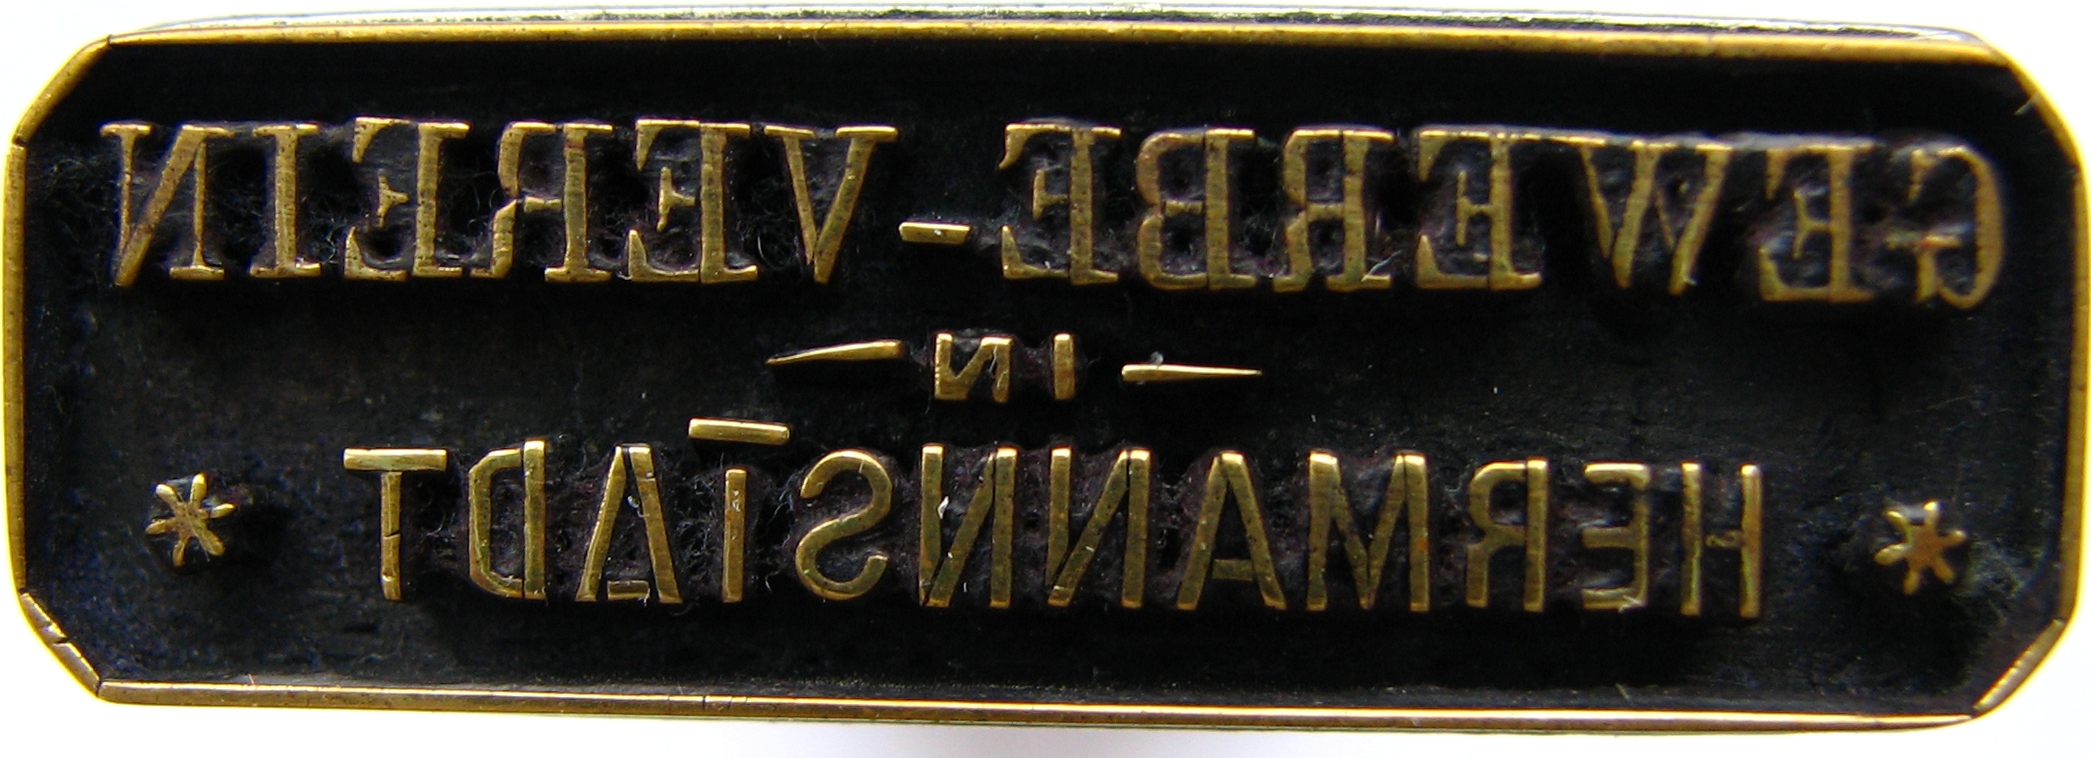 GEWERBE-VEREIN
- IN -
* HERMANNSTADT *